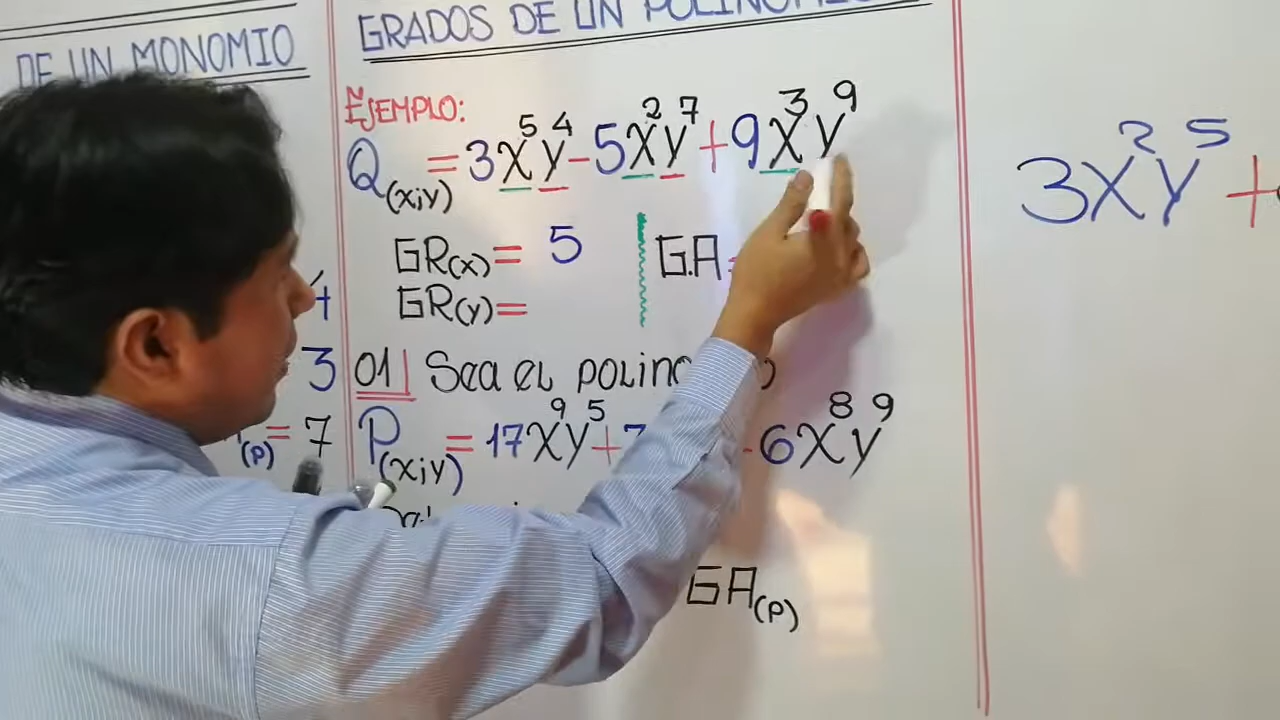 DE UN MONOMIO
GRADOS DE UN POLINOMIO
EJEMPLO:
Q(x;y) = 3x⁵y⁴ - 5x²y⁷ + 9x³y⁹
GR(x) = 5
G.A
GR(y) =
4
3
(P) = 7
01 Sea el
P(x;y) = 17x⁹y⁵ + 7 - 6x⁸y⁹
GA(P)
3x²y⁵ +